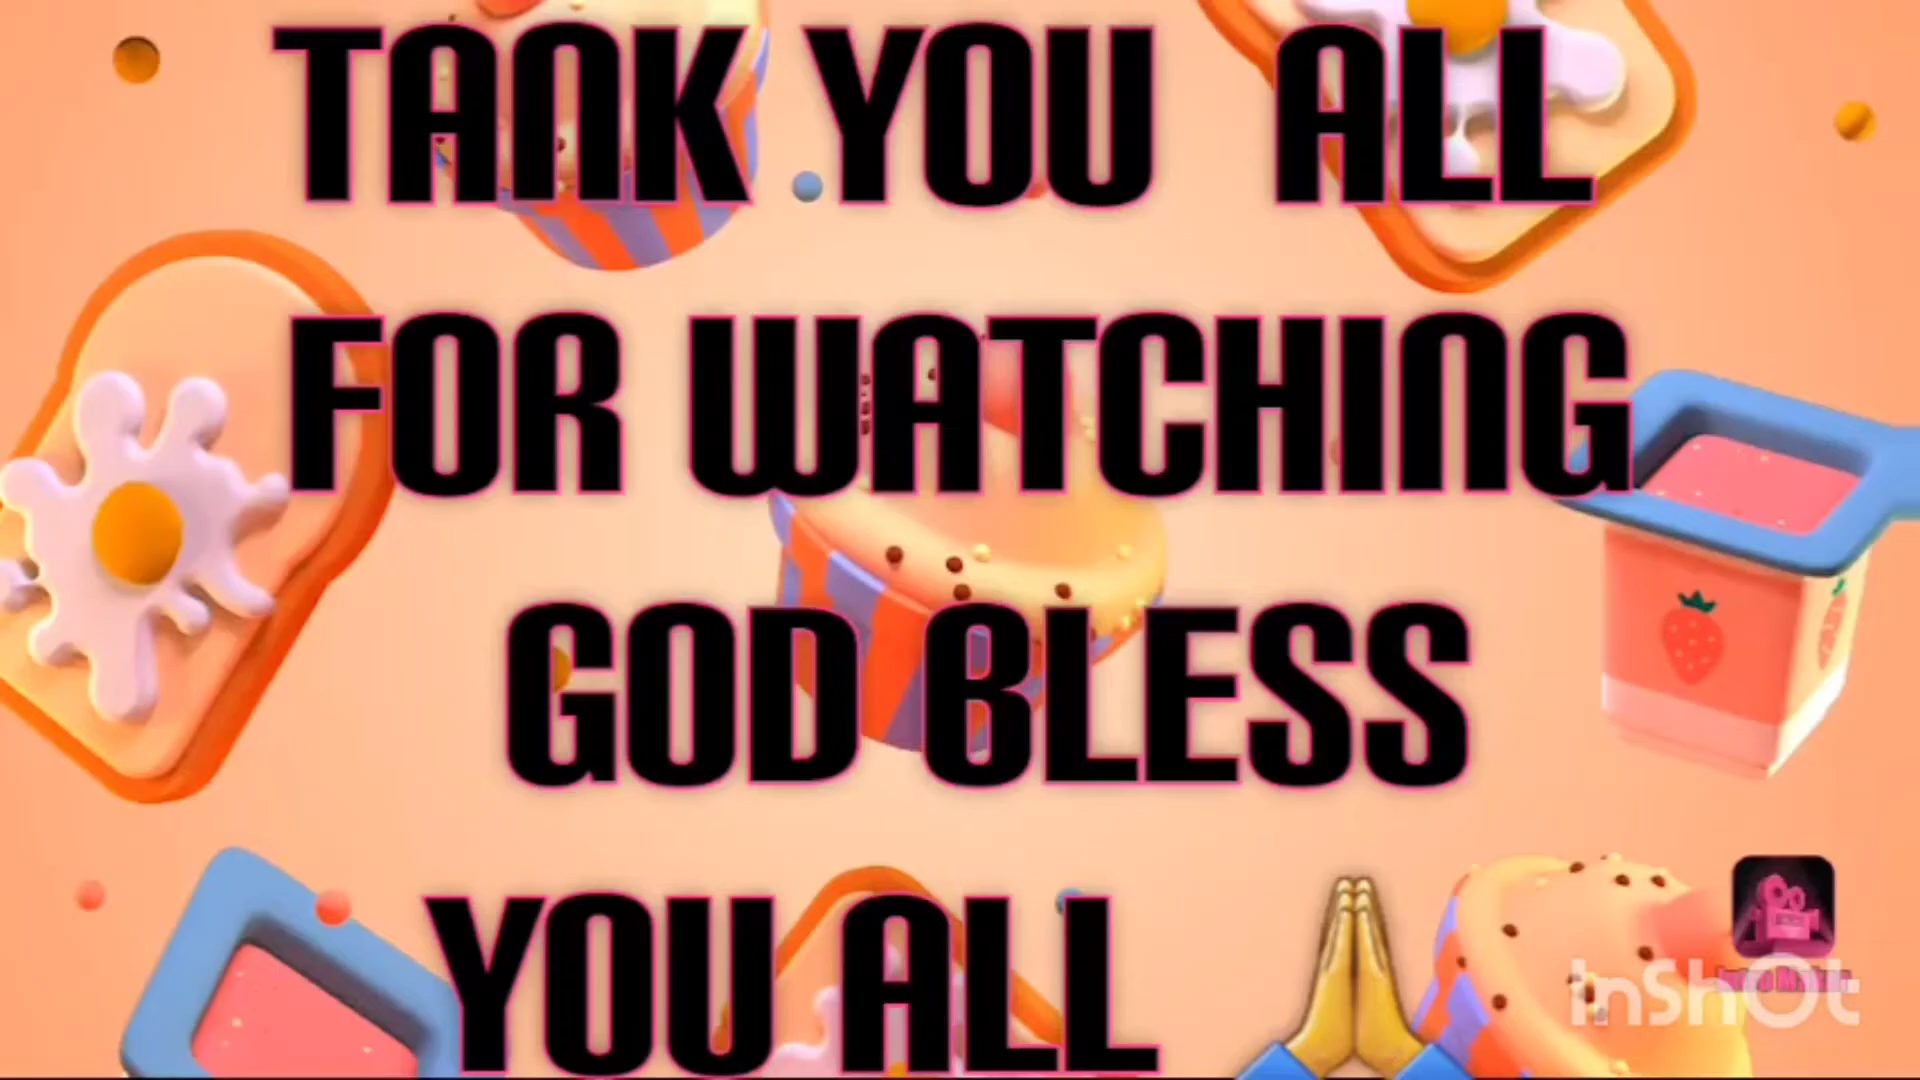 TANK YOU ALL
FOR WATCHING
GOD BLESS
YOU ALL 🙏
InShOt